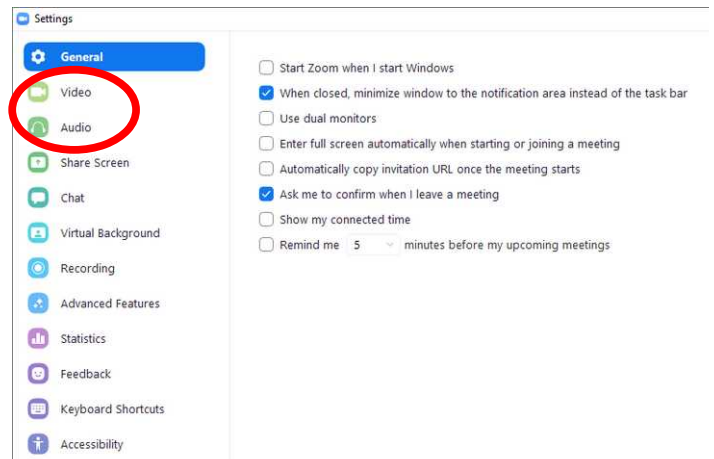 Settings
General
Video
Audio
Share Screen
Chat
Virtual Background
Recording
Advanced Features
Statistics
Feedback
Keyboard Shortcuts
Accessibility
Start Zoom when I start Windows
When closed, minimize window to the notification area instead of the task bar
Use dual monitors
Enter full screen automatically when starting or joining a meeting
Automatically copy invitation URL once the meeting starts
Ask me to confirm when I leave a meeting
Show my connected time
Remind me 5 minutes before my upcoming meetings